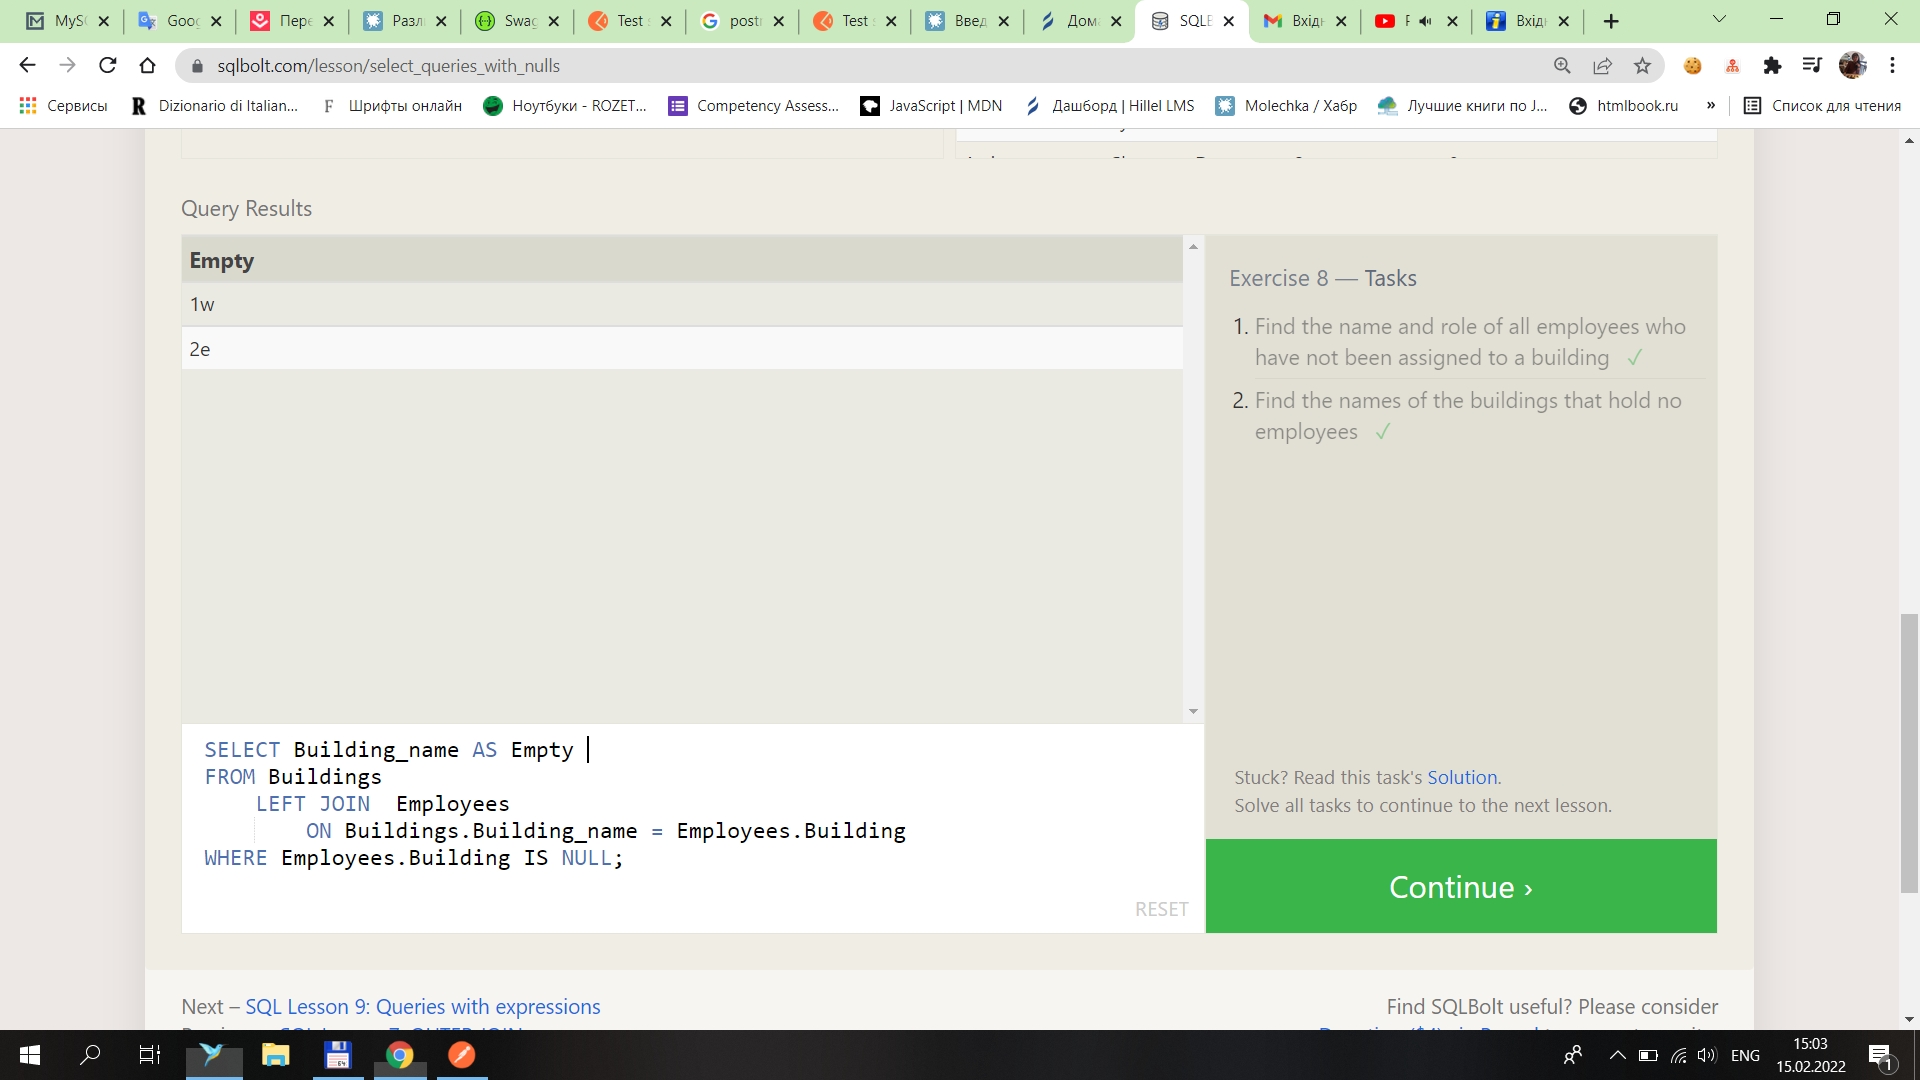 MyS
Goo
Пере
Разл
Swag
Test
post
Test
Введ
Дом
SQLB
Вхідн
Вхідн
sqlbolt.com/lesson/select_queries_with_nulls
Сервисы
Dizionario di Italian...
Шрифты онлайн
Ноутбуки - ROZET...
Competency Assess...
JavaScript | MDN
Дашборд | Hillel LMS
Molechka / Хабр
Лучшие книги по J...
htmlbook.ru
»
Список для чтения
Query Results
Empty
1w
2e
Exercise 8 — Tasks
1. Find the name and role of all employees who
have not been assigned to a building ✓
2. Find the names of the buildings that hold no
employees ✓
Stuck? Read this task's Solution.
Solve all tasks to continue to the next lesson.
Continue ›
SELECT Building_name AS Empty
FROM Buildings
LEFT JOIN  Employees
ON Buildings.Building_name = Employees.Building
WHERE Employees.Building IS NULL;
RESET
Next – SQL Lesson 9: Queries with expressions
Find SQLBolt useful? Please consider
64
ENG
15:03
15.02.2022
1